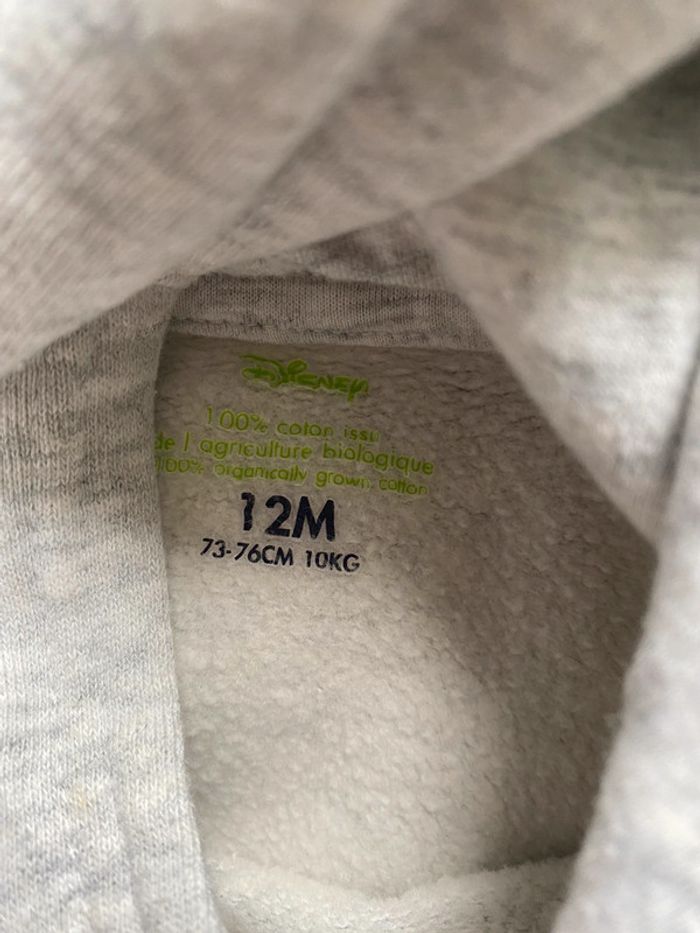 Disney
100% coton issu
de l'agriculture biologique
100% organically grown cotton
12M
73-76CM 10KG